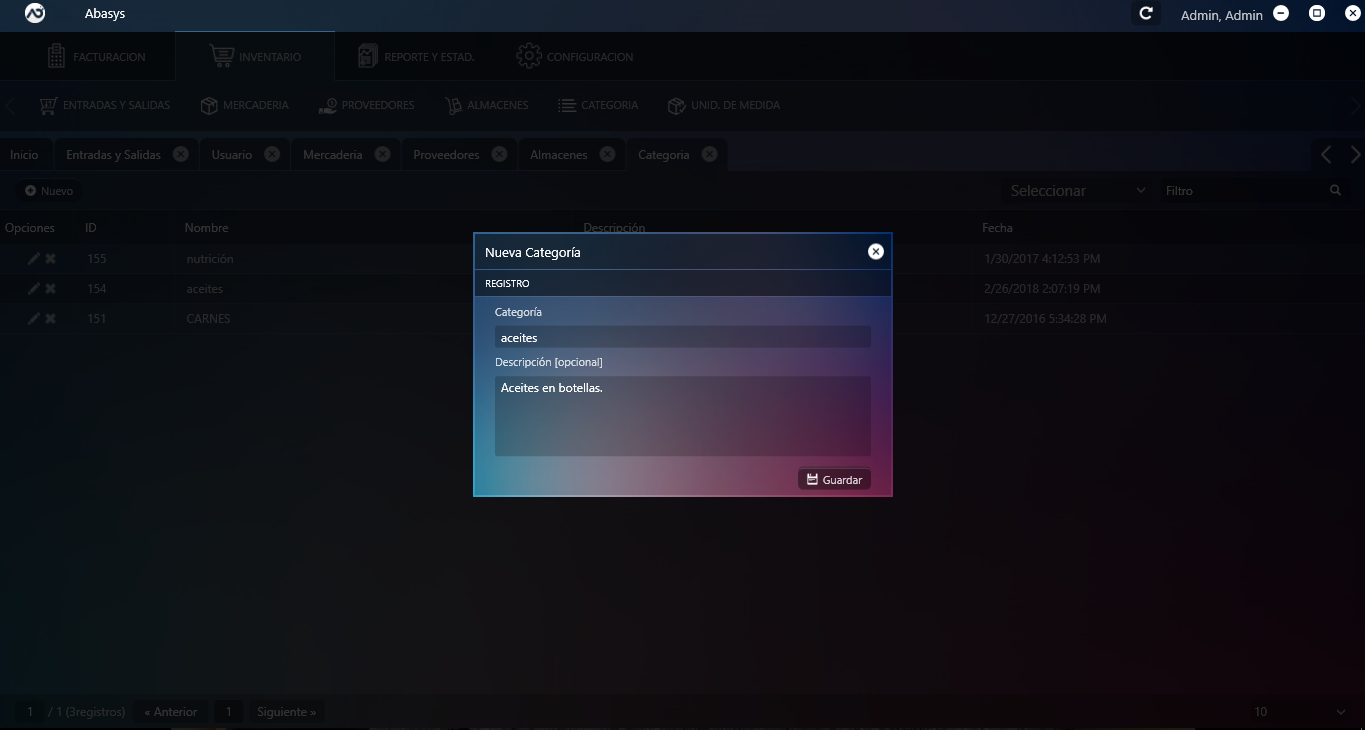 Abasys
Admin, Admin
FACTURACION
INVENTARIO
REPORTE Y ESTAD.
CONFIGURACION
ENTRADAS Y SALIDAS
MERCADERIA
PROVEEDORES
ALMACENES
CATEGORIA
UNID. DE MEDIDA
Inicio
Entradas y Salidas
Usuario
Mercaderia
Proveedores
Almacenes
Categoria
Nuevo
Seleccionar
Filtro
Opciones ID Nombre Descripción Fecha
155 nutrición 1/30/2017 4:12:53 PM
154 aceites 2/26/2018 2:07:19 PM
151 CARNES 12/27/2016 5:34:28 PM
Nueva Categoría
REGISTRO
Categoría
aceites
Descripción [opcional]
Aceites en botellas.
Guardar
1 / 1 (3registros) « Anterior 1 Siguiente » 10